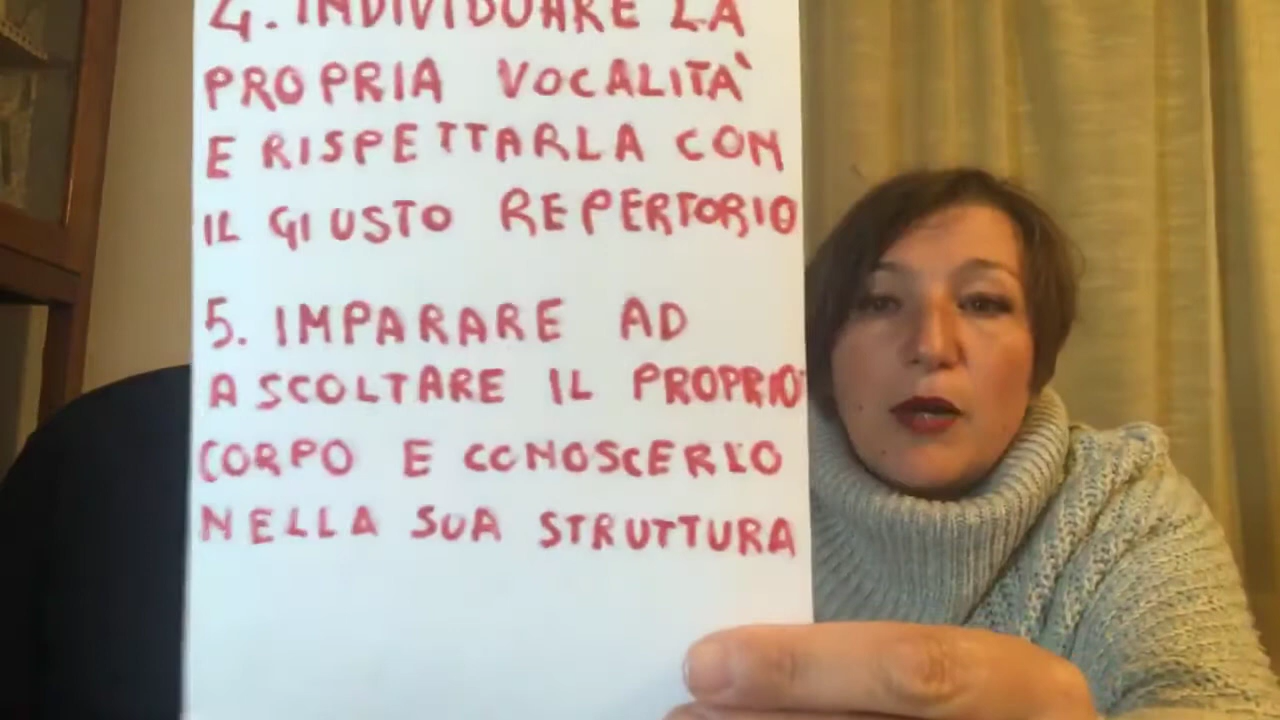 4. INDIVIDUARE LA
PROPRIA VOCALITÀ
E RISPETTARLA CON
IL GIUSTO REPERTORIO
5. IMPARARE AD
ASCOLTARE IL PROPRIO
CORPO E CONOSCERLO
NELLA SUA STRUTTURA